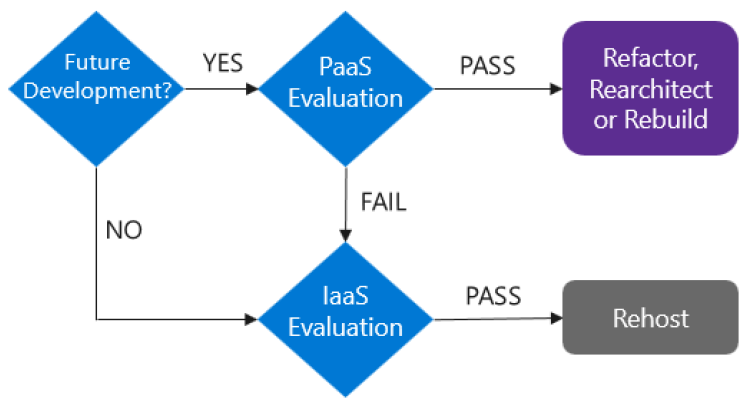 Future
Development?
YES
PaaS
Evaluation
PASS
Refactor,
Rearchitect
or Rebuild
FAIL
NO
IaaS
Evaluation
PASS
Rehost